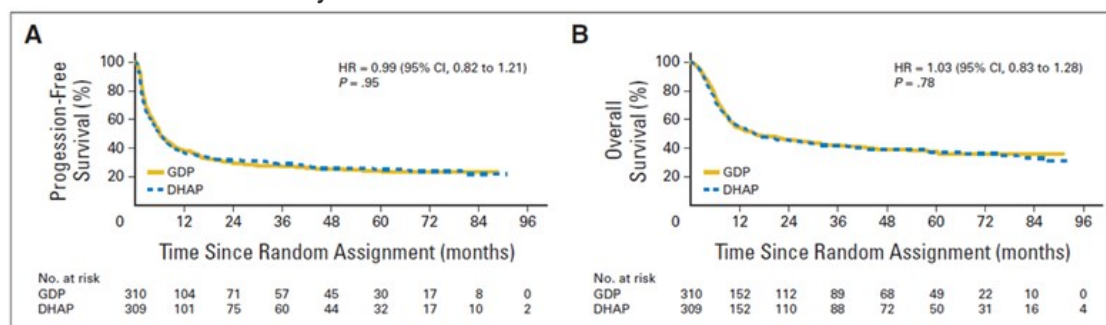 A
Progession-Free
Survival (%)
100
80
60
40
20
0
HR = 0.99 (95% CI, 0.82 to 1.21)
P = .95
GDP
DHAP
12 24 36 48 60 72 84 96
Time Since Random Assignment (months)
No. at risk
GDP 310 104 71 57 45 30 17 8 0
DHAP 309 101 75 60 44 32 17 10 2
B
Overall
Survival (%)
100
80
60
40
20
0
HR = 1.03 (95% CI, 0.83 to 1.28)
P = .78
GDP
DHAP
12 24 36 48 60 72 84 96
Time Since Random Assignment (months)
No. at risk
GDP 310 152 112 89 68 49 22 10 0
DHAP 309 152 110 88 72 50 31 16 4